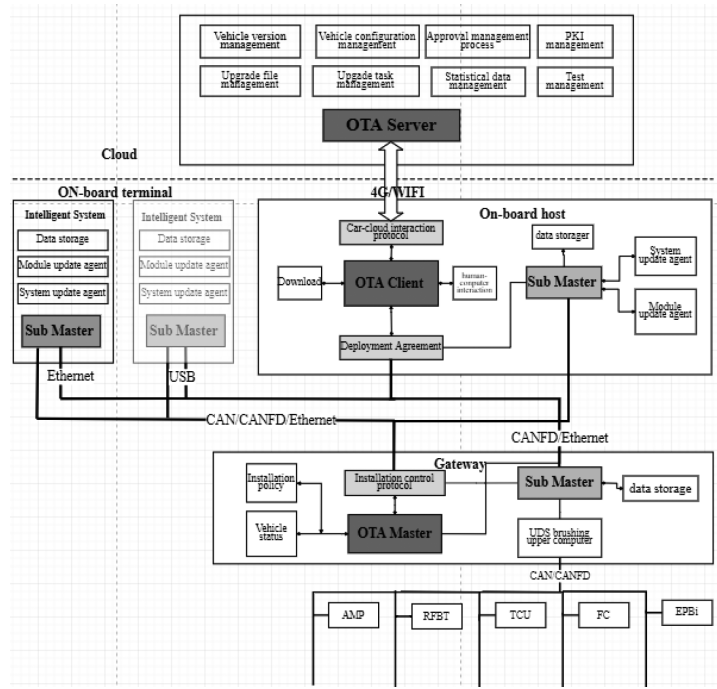 Vehicle version
management
Vehicle configuration
management
Approval management
process
PKI
management
Upgrade file
management
Upgade task
management
Statistical data
management
Test
management
OTA Server
Cloud
ON-board terminal
4G/WIFI
Intelligent System
Data storage
Module update agent
System update agent
Sub Master
Intelligent System
Data storage
Module update agent
System update agent
Sub Master
On-board host
Car-cloud interaction
protocol
data storager
System
update agent
Download
OTA Client
human-
computer
interaction
Sub Master
Module
update agent
Deployment Agreement
Ethernet
USB
CAN/CANFD/Ethernet
CANFD/Ethernet
Gateway
Installation
policy
Installation control
protocol
Sub Master
data storage
Vehicle
status
OTA Master
UDS brushing
upper computer
CAN/CANFD
AMP
RFBT
TCU
FC
EPBi